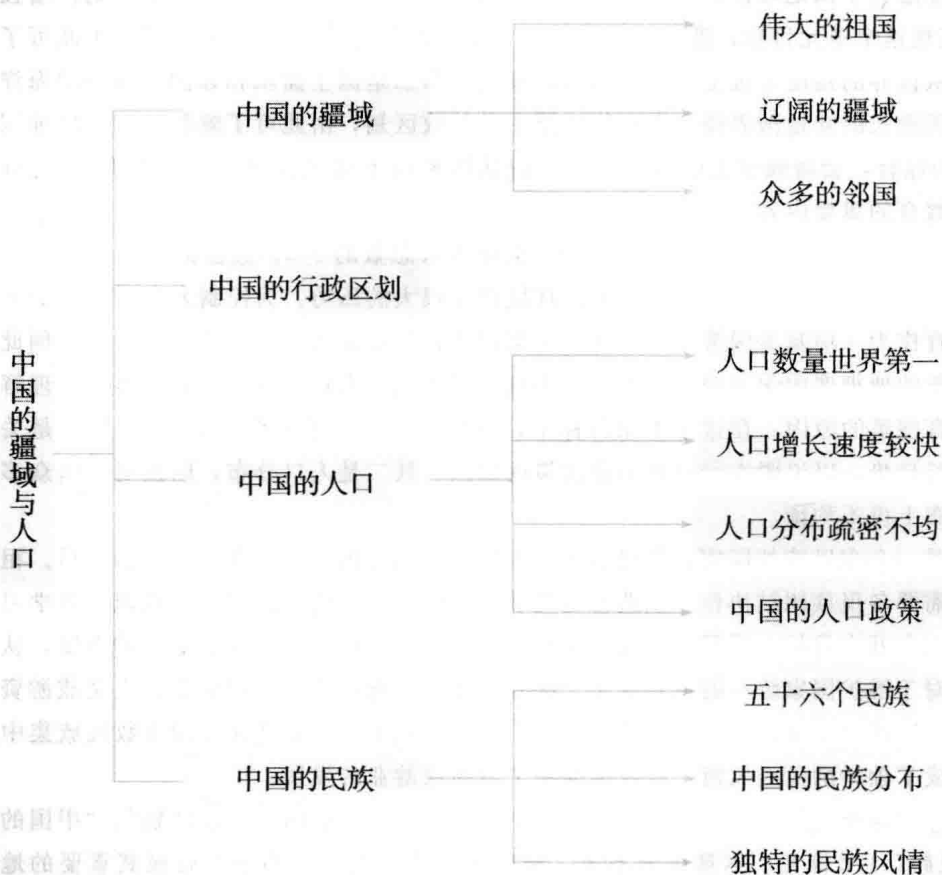 中国的疆域与人口
中国的疆域
伟大的祖国
辽阔的疆域
众多的邻国
中国的行政区划
中国的人口
人口数量世界第一
人口增长速度较快
人口分布疏密不均
中国的人口政策
中国的民族
五十六个民族
中国的民族分布
独特的民族风情